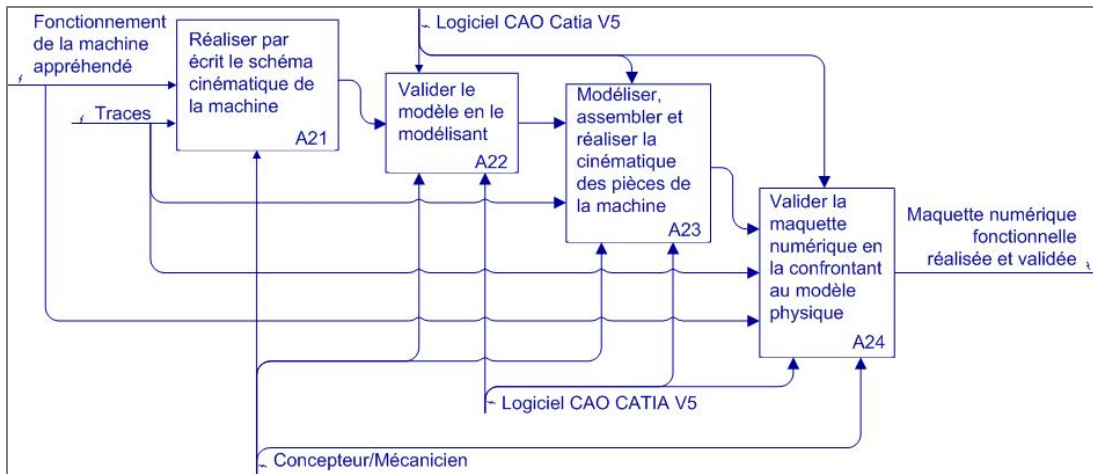 Fonctionnement
de la machine
appréhendé
Traces
Réaliser par
écrit le schéma
cinématique de
la machine
A21
Logiciel CAO Catia V5
Valider le
modèle en le
modélisant
A22
Modéliser,
assembler et
réaliser la
cinématique
des pièces de
la machine
A23
Valider la
maquette
numérique en
la confrontant
au modèle
physique
A24
Maquette numérique
fonctionnelle
réalisée et validée
Logiciel CAO CATIA V5
Concepteur/Mécanicien